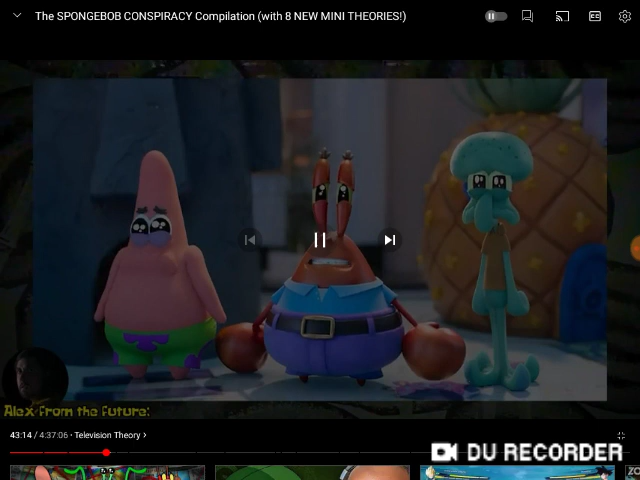 The SPONGEBOB CONSPIRACY Compilation (with 8 NEW MINI THEORIES!)
CC
Alex from the future:
43:14 / 4:37:06 · Television Theory ›
DU RECORDER